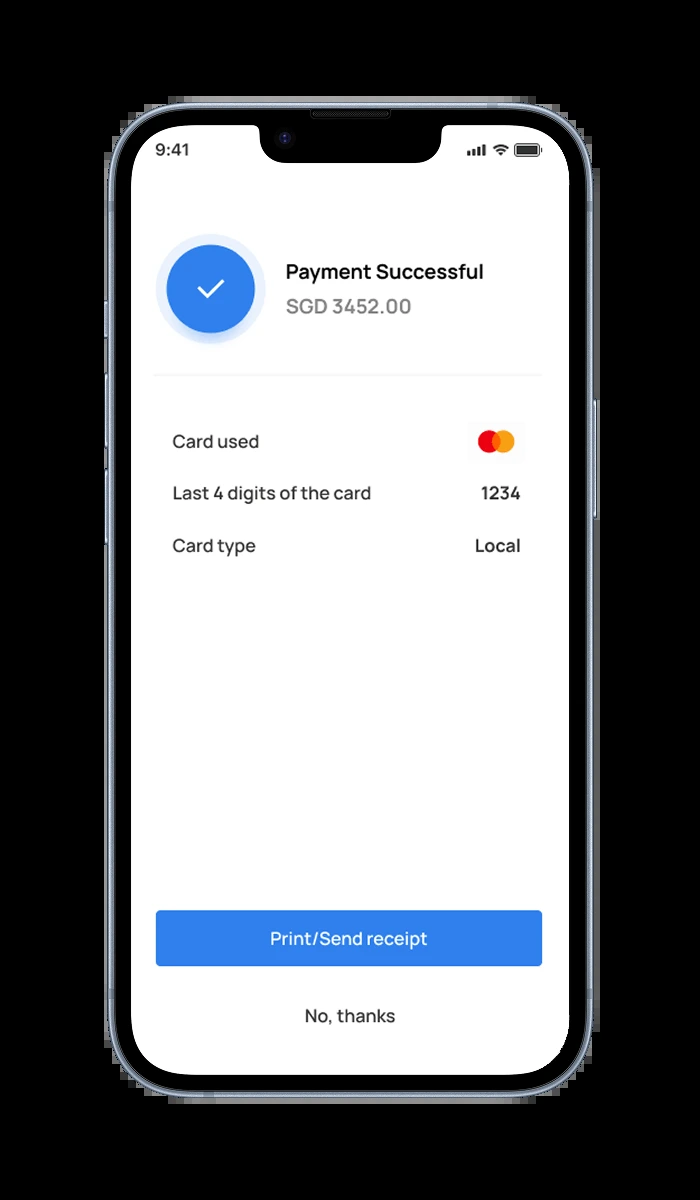 9:41
Payment Successful
SGD 3452.00
Card used
Last 4 digits of the card 1234
Card type Local
Print/Send receipt
No, thanks